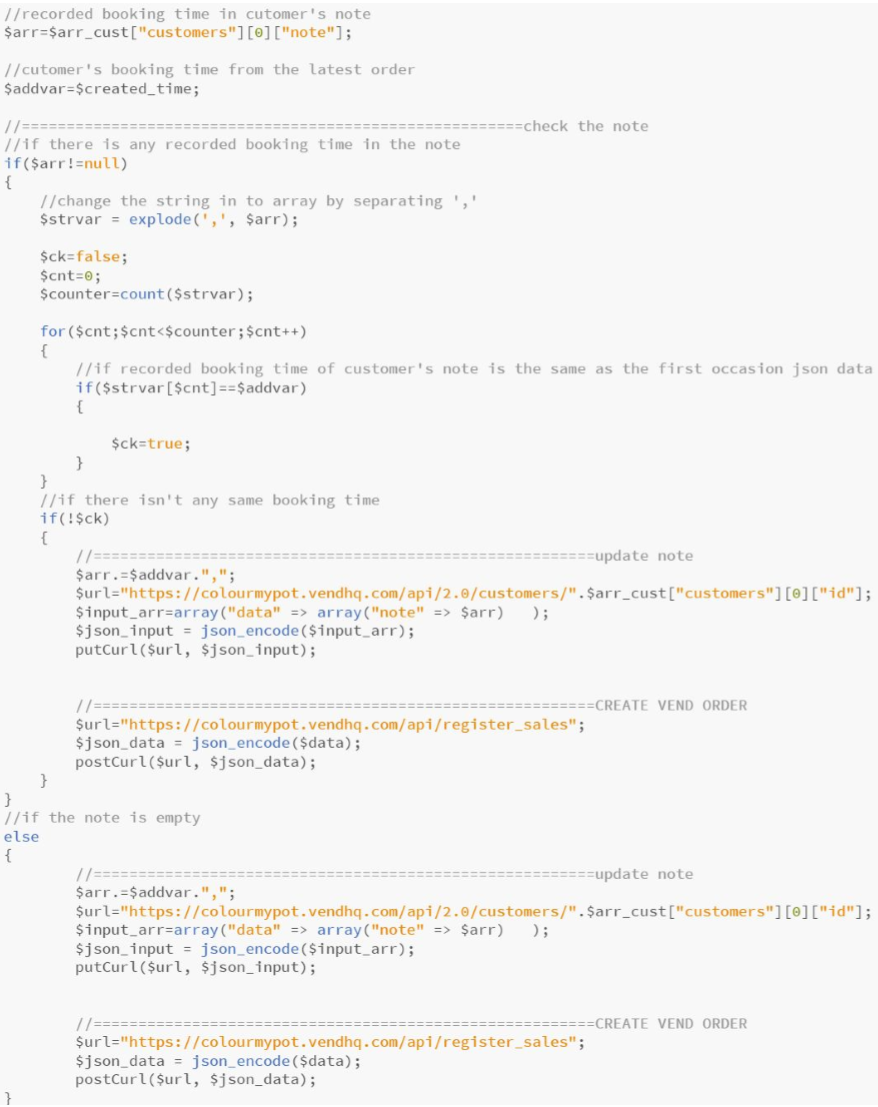 //recorded booking time in cutomer's note
$arr=$arr_cust["customers"][0]["note"];
//cutomer's booking time from the latest order
$addvar=$created_time;
//========================================================check the note
//if there is any recorded booking time in the note
if($arr!=null)
{
    //change the string in to array by separating ','
    $strvar = explode(',', $arr);
    $ck=false;
    $cnt=0;
    $counter=count($strvar);
    for($cnt;$cnt<$counter;$cnt++)
    {
        //if recorded booking time of customer's note is the same as the first occasion json data
        if($strvar[$cnt]==$addvar)
        {
            $ck=true;
        }
    }
    //if there isn't any same booking time
    if(!$ck)
    {
        //========================================================update note
        $arr.=$addvar.",";
        $url="https://colourmypot.vendhq.com/api/2.0/customers/".$arr_cust["customers"][0]["id"];
        $input_arr=array("data" => array("note" => $arr)   );
        $json_input = json_encode($input_arr);
        putCurl($url, $json_input);
        //========================================================CREATE VEND ORDER
        $url="https://colourmypot.vendhq.com/api/register_sales";
        $json_data = json_encode($data);
        postCurl($url, $json_data);
    }
}
//if the note is empty
else
{
        //========================================================update note
        $arr.=$addvar.",";
        $url="https://colourmypot.vendhq.com/api/2.0/customers/".$arr_cust["customers"][0]["id"];
        $input_arr=array("data" => array("note" => $arr)   );
        $json_input = json_encode($input_arr);
        putCurl($url, $json_input);
        //========================================================CREATE VEND ORDER
        $url="https://colourmypot.vendhq.com/api/register_sales";
        $json_data = json_encode($data);
        postCurl($url, $json_data);
}